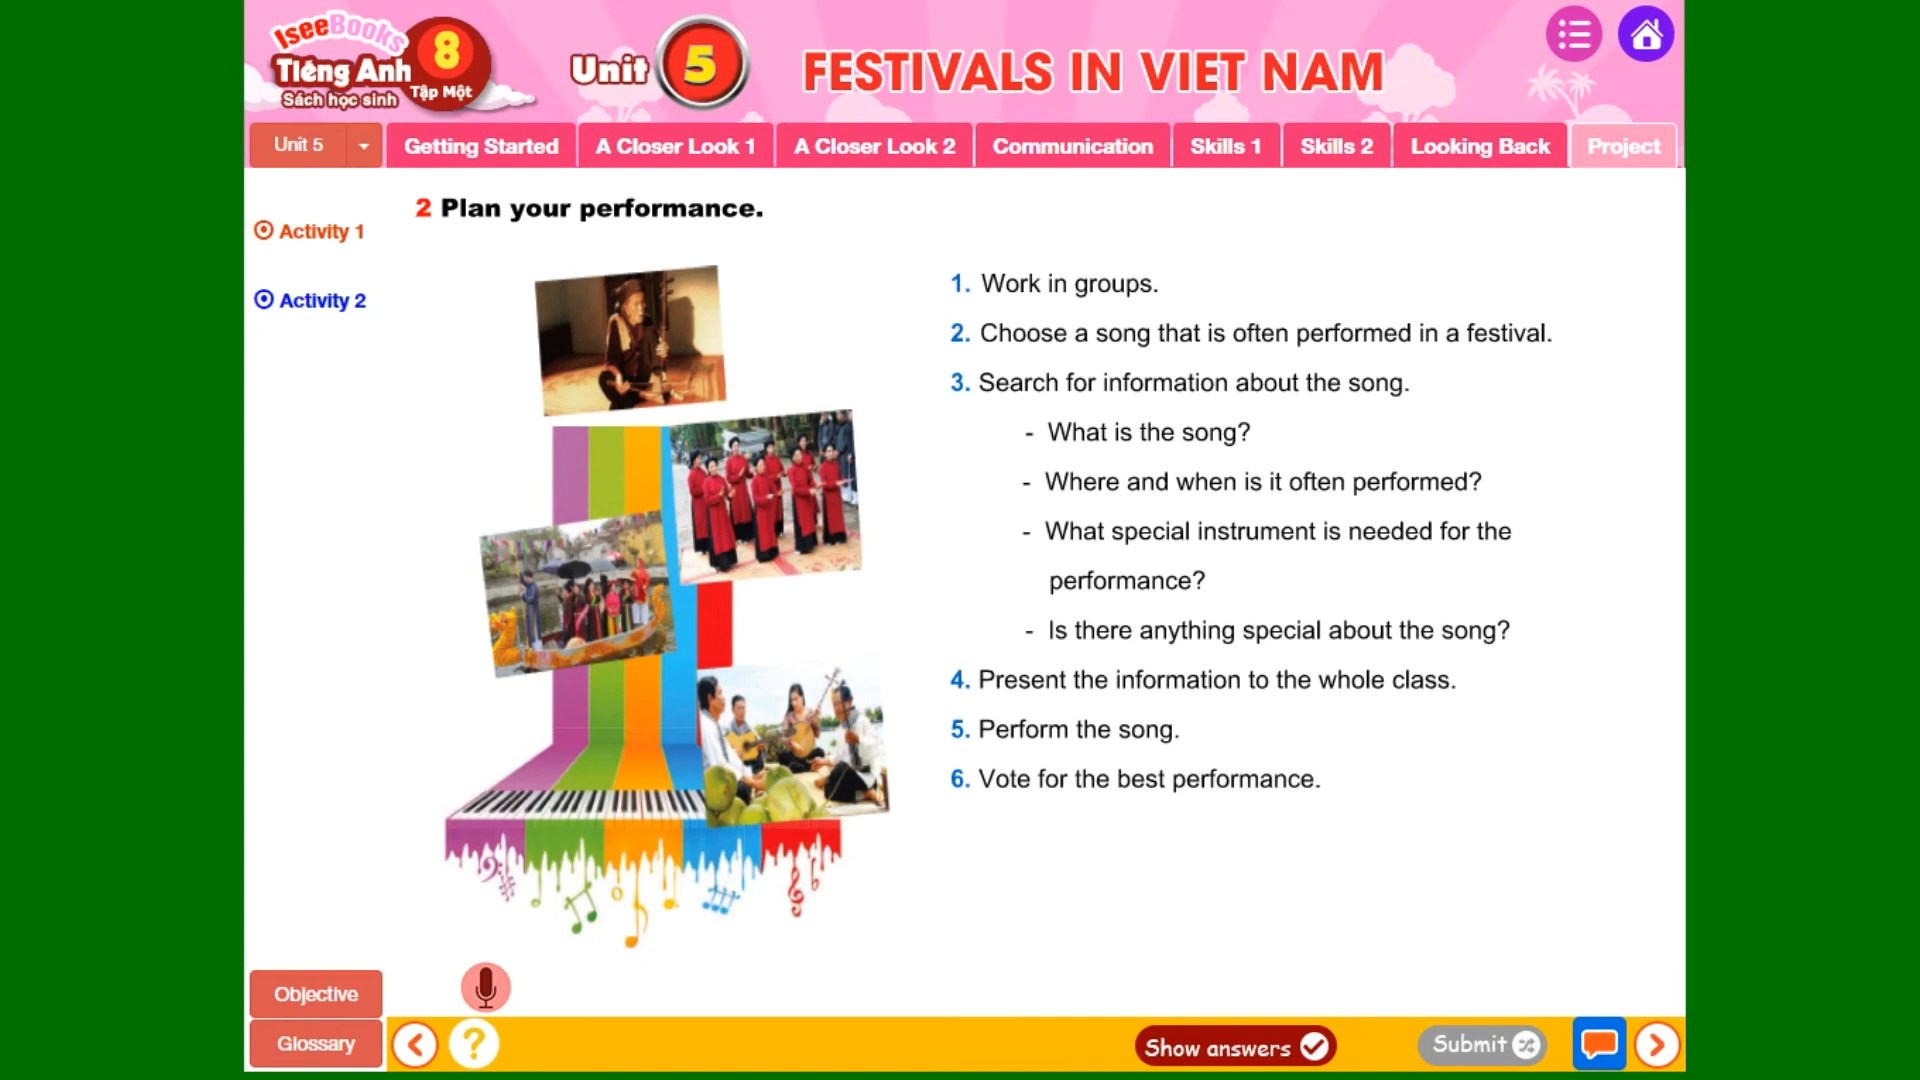 IseeBooks
Tiếng Anh 8
Sách học sinh Tập Một
Unit 5
FESTIVALS IN VIET NAM
Unit 5
Getting Started
A Closer Look 1
A Closer Look 2
Communication
Skills 1
Skills 2
Looking Back
Project
Activity 1
Activity 2
2 Plan your performance.
1. Work in groups.
2. Choose a song that is often performed in a festival.
3. Search for information about the song.
- What is the song?
- Where and when is it often performed?
- What special instrument is needed for the
performance?
- Is there anything special about the song?
4. Present the information to the whole class.
5. Perform the song.
6. Vote for the best performance.
Objective
Glossary
?
Show answers
Submit